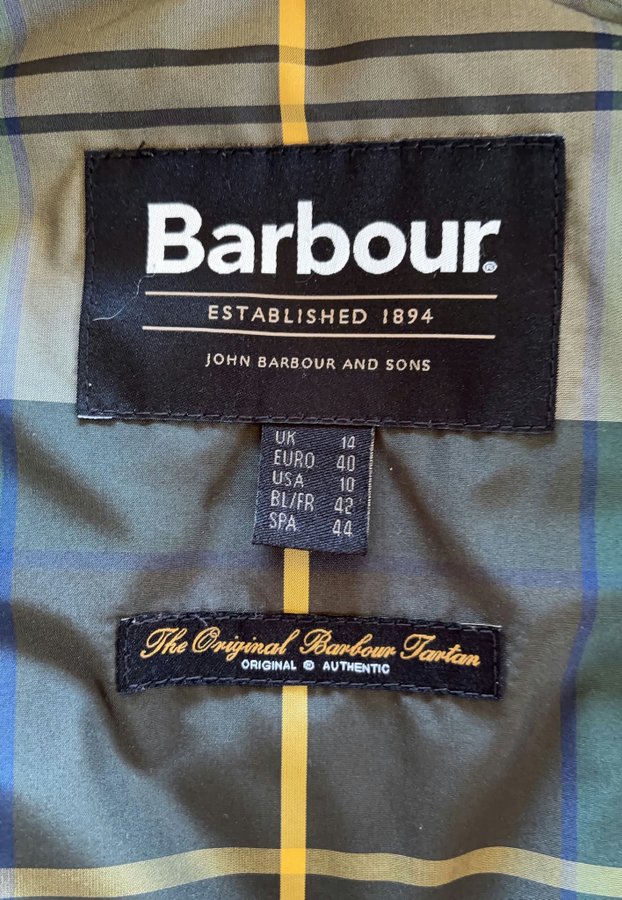 Barbour®
ESTABLISHED 1894
JOHN BARBOUR AND SONS
UK 14
EURO 40
USA 10
BL/FR 42
SPA 44
The Original Barbour Tartan
ORIGINAL ® AUTHENTIC